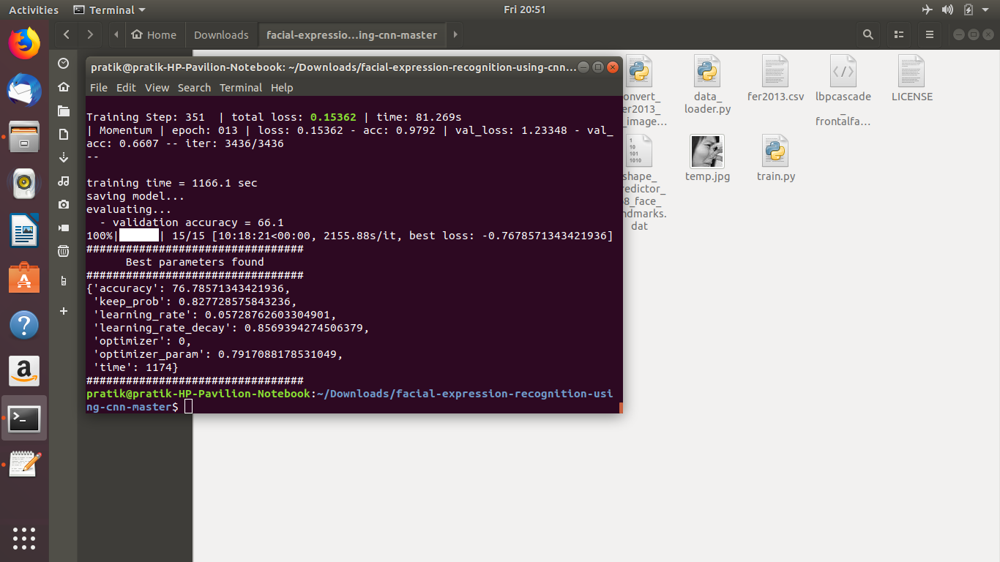 Activities
Terminal
Fri 20:51
Home
Downloads
facial-expressio…ing-cnn-master
pratik@pratik-HP-Pavilion-Notebook: ~/Downloads/facial-expression-recognition-using-cnn…
File Edit View Search Terminal Help
Training Step: 351  | total loss: 0.15362 | time: 81.269s
| Momentum | epoch: 013 | loss: 0.15362 - acc: 0.9792 | val_loss: 1.23348 - val_
acc: 0.6607 -- iter: 3436/3436
--
training time = 1166.1 sec
saving model...
evaluating...
  - validation accuracy = 66.1
100%|██████| 15/15 [10:18:21<00:00, 2155.88s/it, best loss: -0.7678571343421936]
#################################
      Best parameters found
#################################
{'accuracy': 76.78571343421936,
 'keep_prob': 0.827728575843236,
 'learning_rate': 0.05728762603304901,
 'learning_rate_decay': 0.8569394274506379,
 'optimizer': 0,
 'optimizer_param': 0.7917088178531049,
 'time': 1174}
#################################
pratik@pratik-HP-Pavilion-Notebook:~/Downloads/facial-expression-recognition-usi
ng-cnn-master$
onvert_
er2013_
_image…
data_
loader.py
fer2013.csv
lbpcascade
_
frontalfa…
LICENSE
1
10
101
1010
shape_
redictor_
8_face_
ndmarks.
dat
temp.jpg
train.py